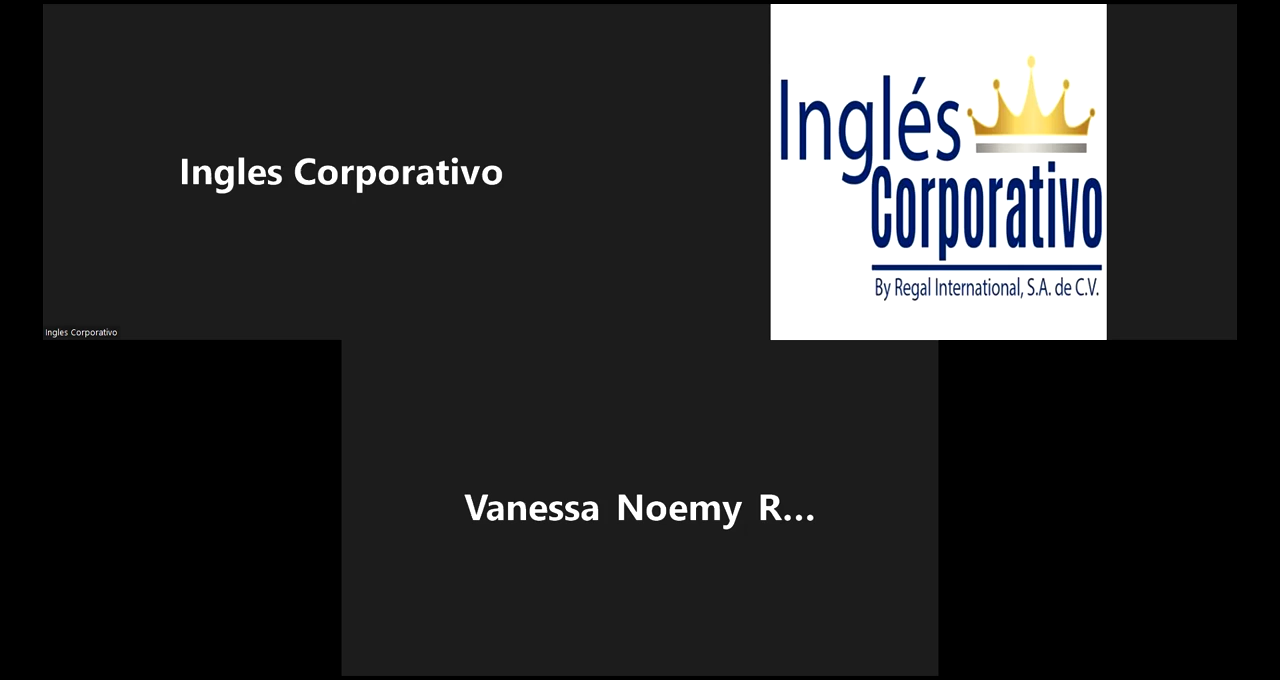 Ingles Corporativo
Ingles Corporativo
Inglés
Corporativo
By Regal International, S.A. de C.V.
Vanessa Noemy R...